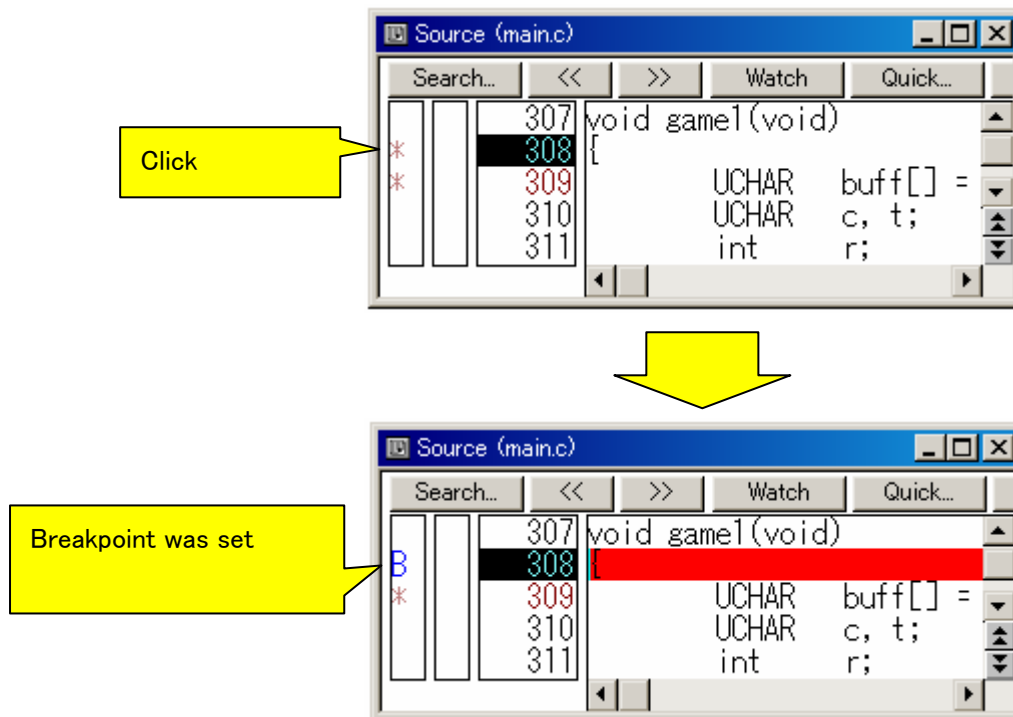 Source (main.c)
Search... << >> Watch Quick...
307 void game1(void)
* 308 {
* 309 UCHAR buff[] =
310 UCHAR c, t;
311 int r;
Click
Source (main.c)
Search... << >> Watch Quick...
307 void game1(void)
B 308 {
* 309 UCHAR buff[] =
310 UCHAR c, t;
311 int r;
Breakpoint was set